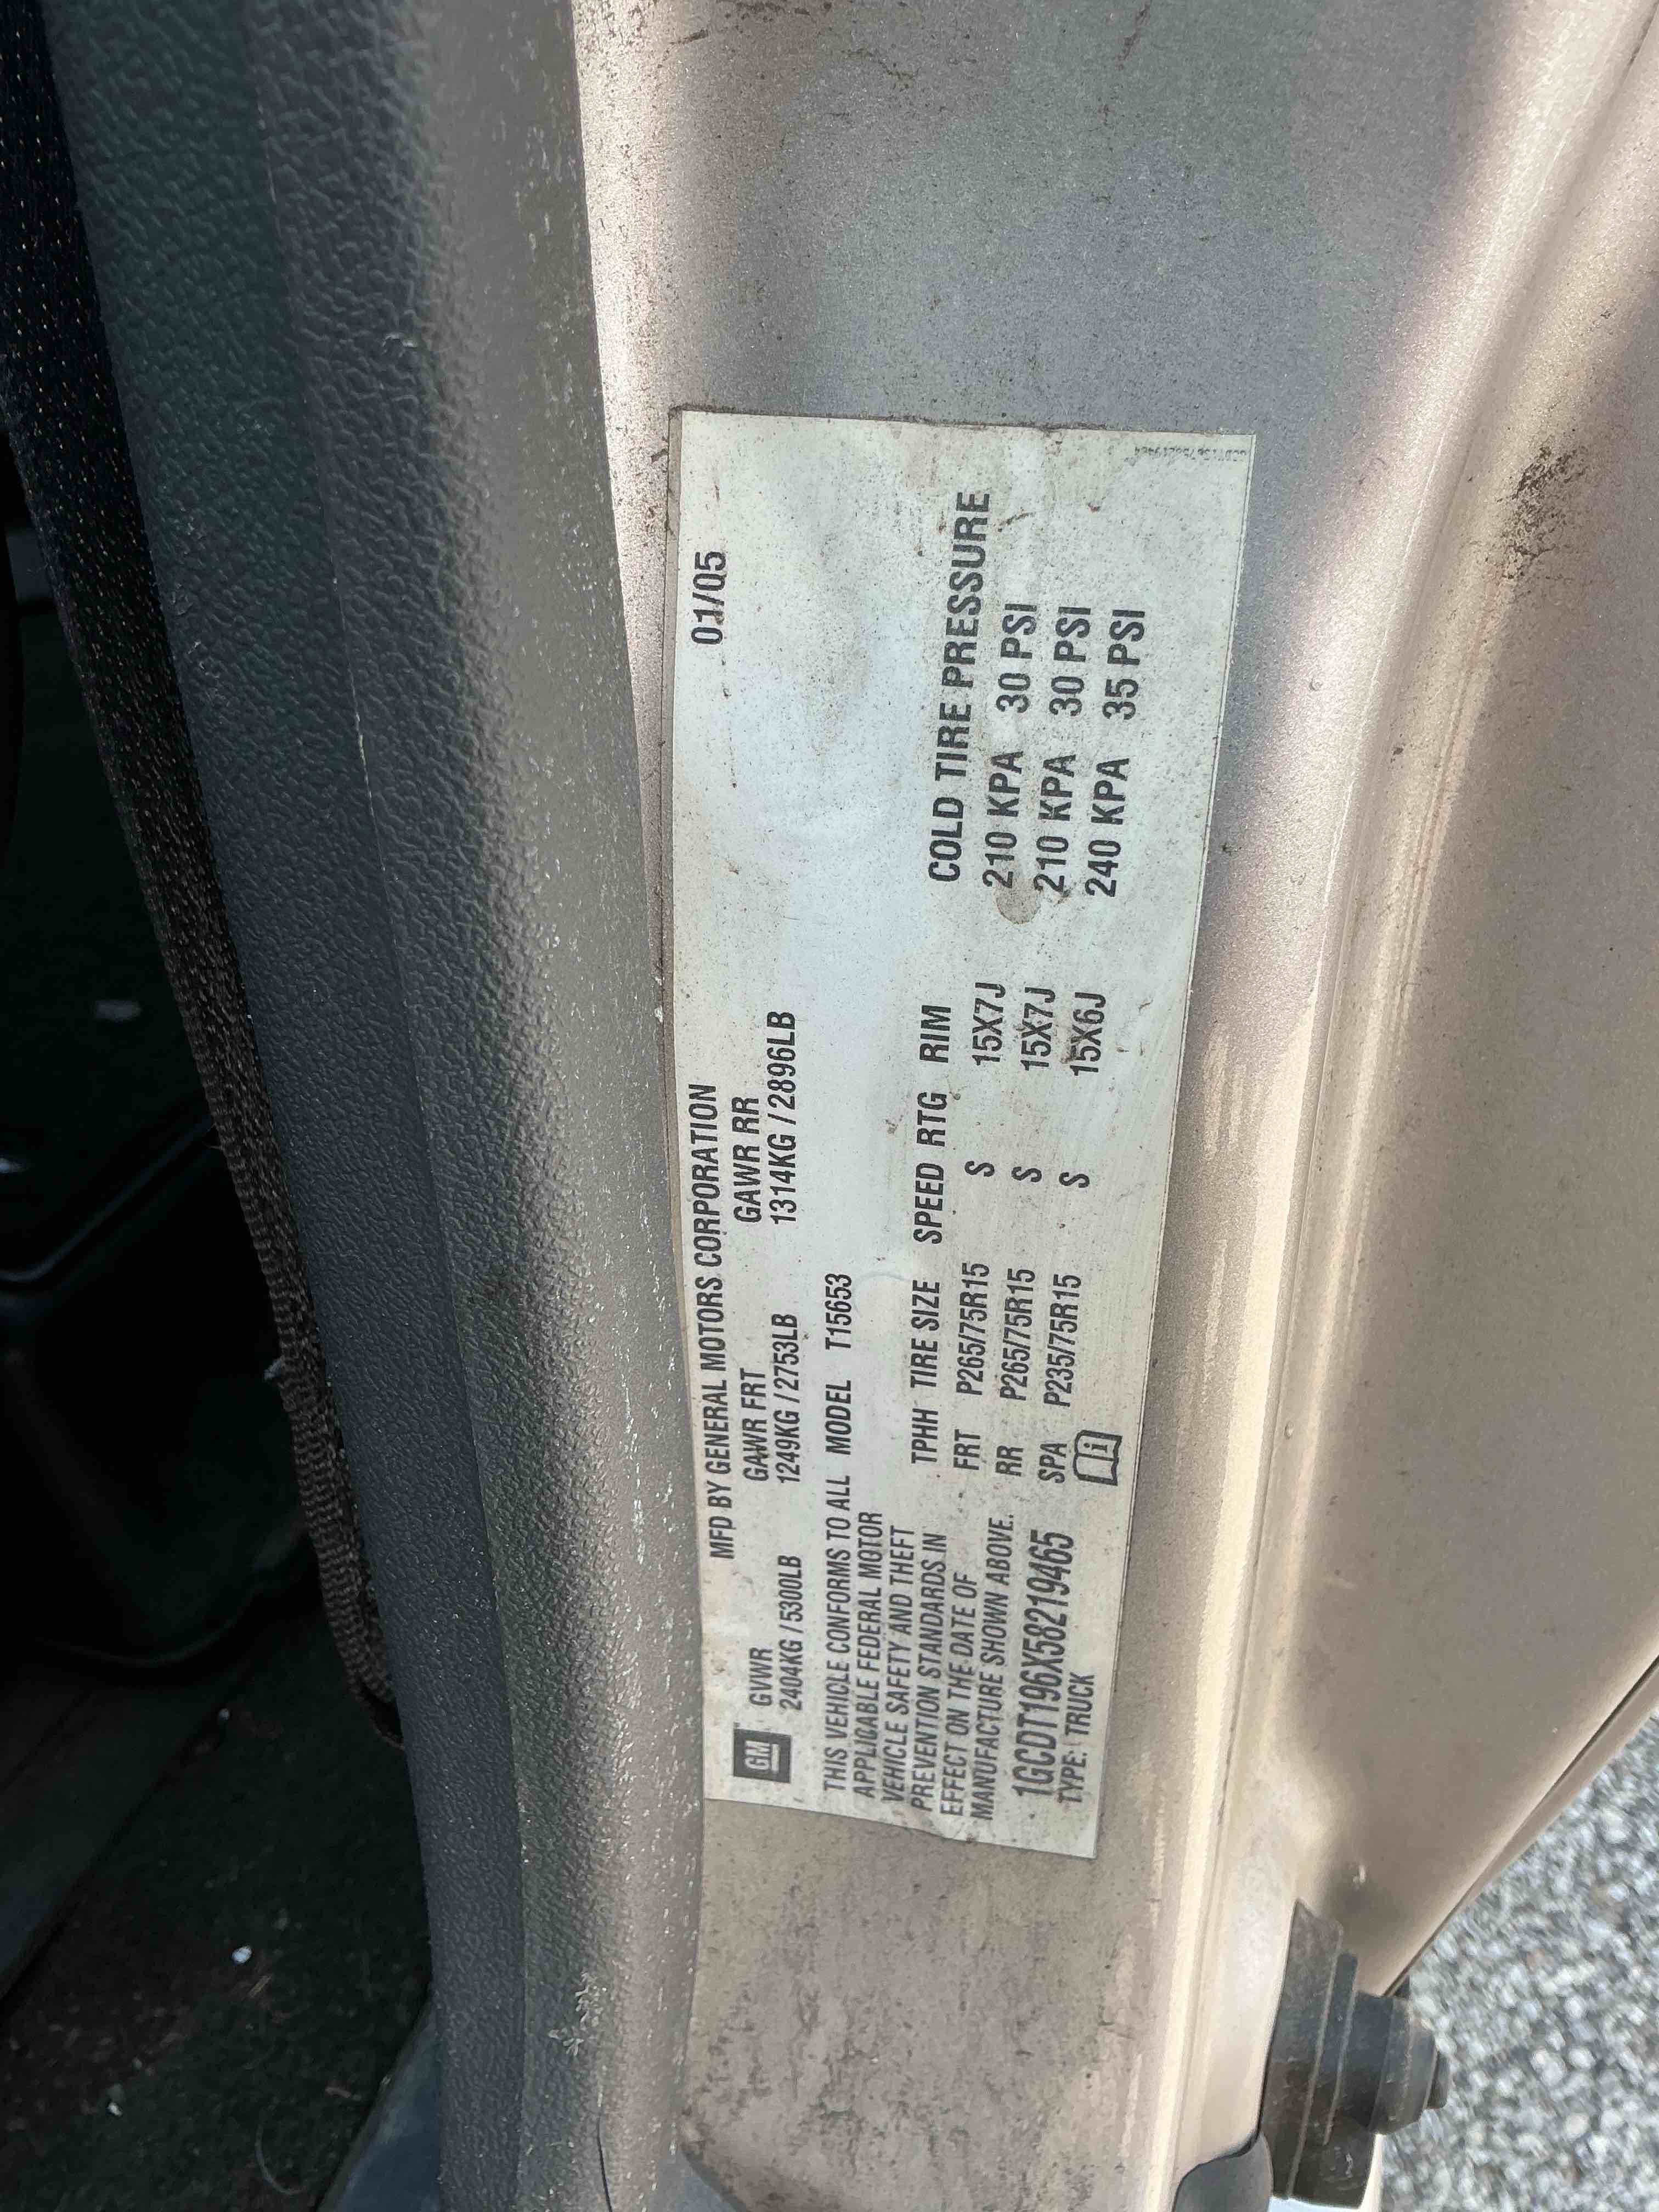 MFD BY GENERAL MOTORS CORPORATION 01/05
GM GVWR GAWR FRT GAWR RR
2404KG / 5300LB 1249KG / 2753LB 1314KG / 2896LB
THIS VEHICLE CONFORMS TO ALL MODEL T15653
APPLICABLE FEDERAL MOTOR
VEHICLE SAFETY AND THEFT
PREVENTION STANDARDS IN
EFFECT ON THE DATE OF
MANUFACTURE SHOWN ABOVE.
1GCDT196X58219465
TYPE: TRUCK
TPHH TIRE SIZE SPEED RTG RIM COLD TIRE PRESSURE
FRT P265/75R15 S 15X7J 210 KPA 30 PSI
RR P265/75R15 S 15X7J 210 KPA 30 PSI
SPA P235/75R15 S 15X6J 240 KPA 35 PSI